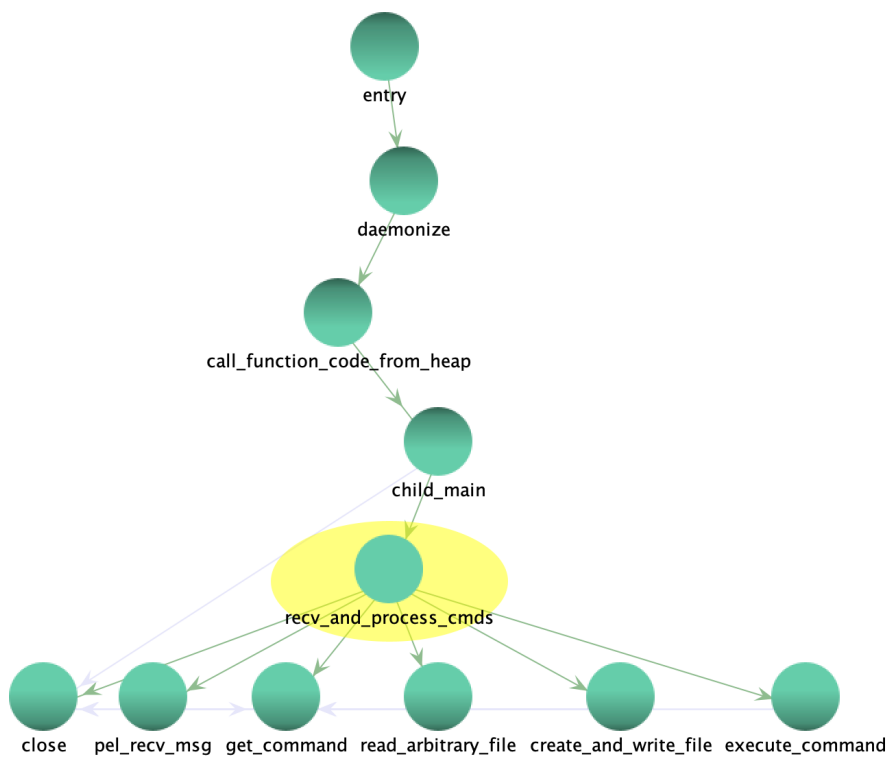 entry
daemonize
call_function_code_from_heap
child_main
recv_and_process_cmds
close pel_recv_msg get_command read_arbitrary_file create_and_write_file execute_command